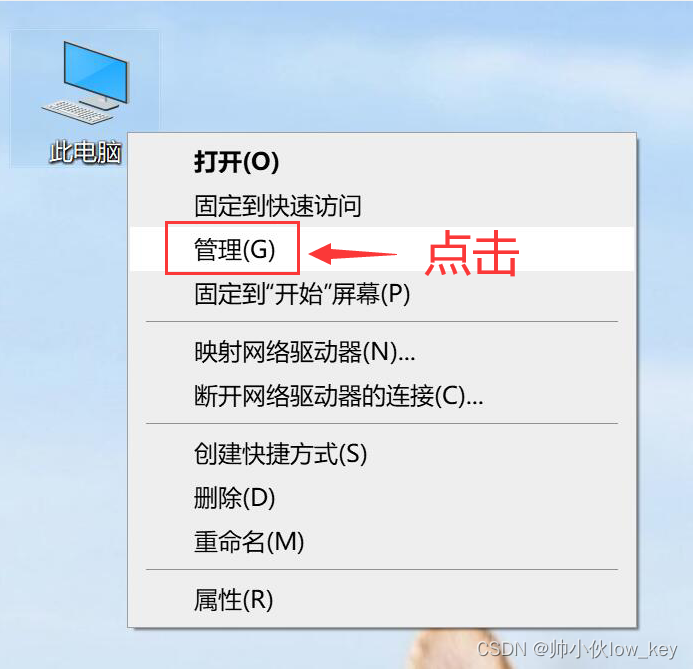 此电脑
打开(O)
固定到快速访问
管理(G)
点击
固定到“开始”屏幕(P)
映射网络驱动器(N)...
断开网络驱动器的连接(C)...
创建快捷方式(S)
删除(D)
重命名(M)
属性(R)
CSDN @帅小伙low_key